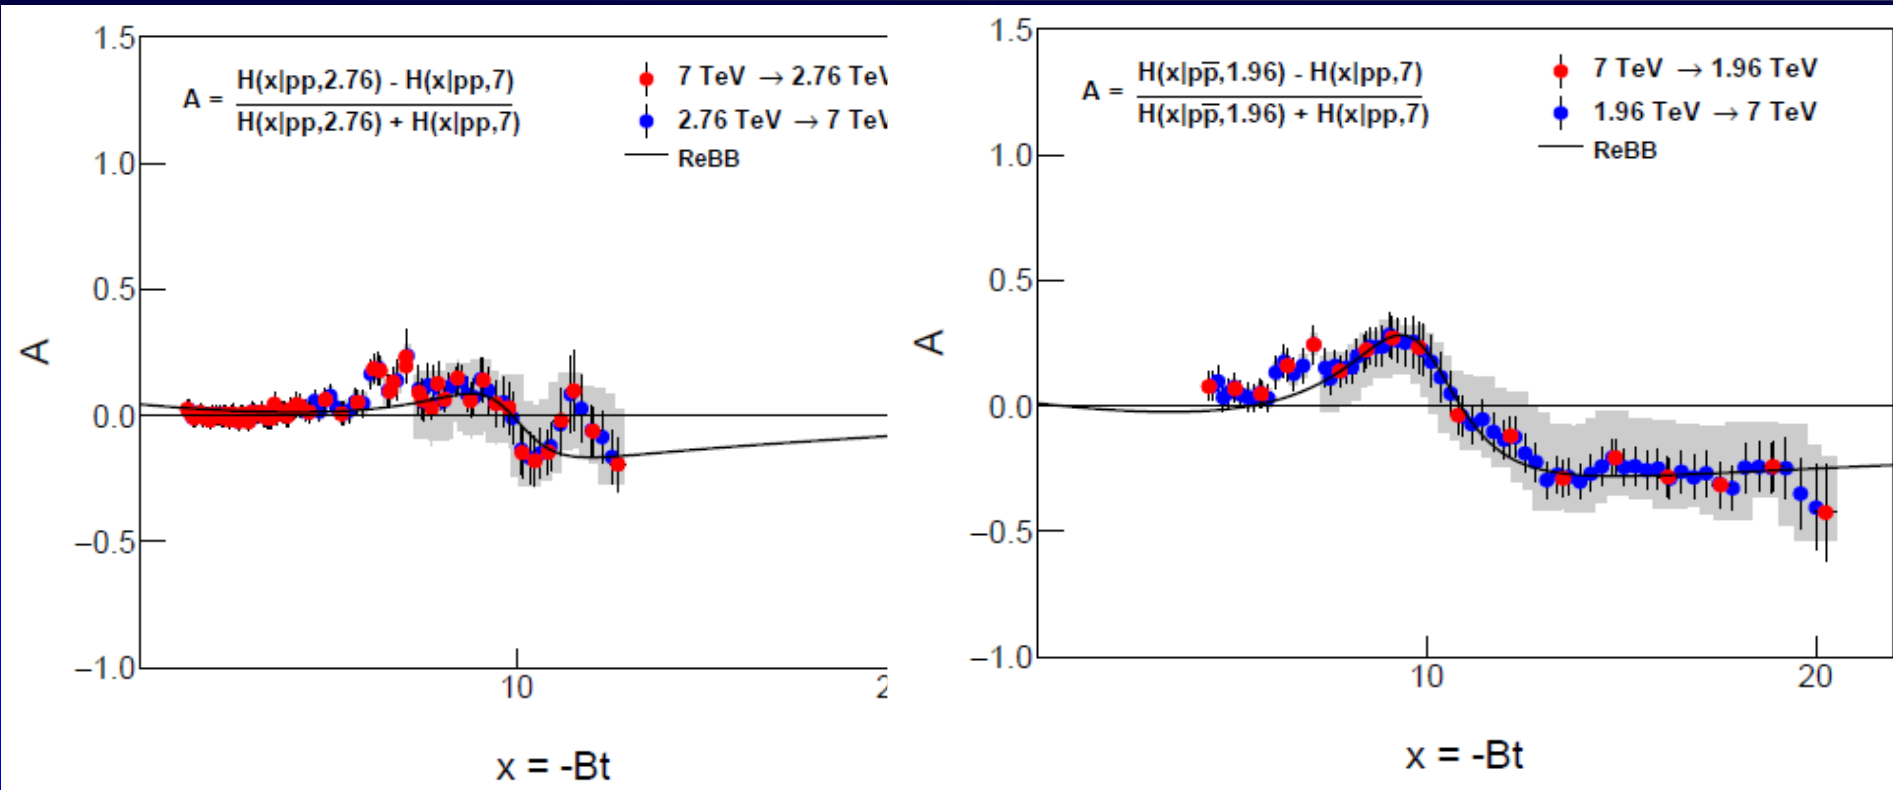 1.5
1.0
0.5
0.0
−0.5
−1.0
A
A = H(x|pp,2.76) - H(x|pp,7)
H(x|pp,2.76) + H(x|pp,7)
7 TeV → 2.76 TeV
2.76 TeV → 7 TeV
ReBB
10
2
x = -Bt
1.5
1.0
0.5
0.0
−0.5
−1.0
A
A = H(x|pp̅,1.96) - H(x|pp,7)
H(x|pp̅,1.96) + H(x|pp,7)
7 TeV → 1.96 TeV
1.96 TeV → 7 TeV
ReBB
10
20
x = -Bt